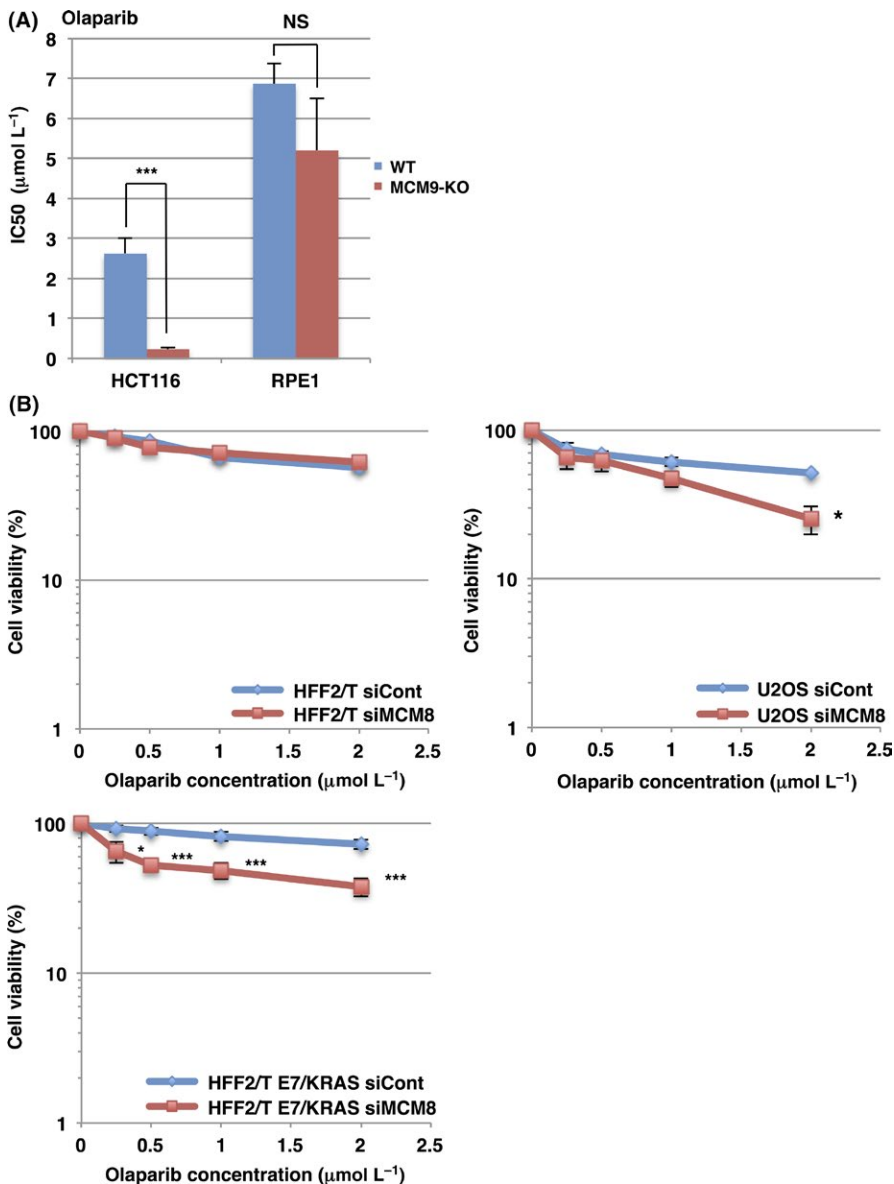 (A)
Olaparib
NS
8
7
6
5
4
3
2
1
0
IC50 (μmol L⁻¹)
***
WT
MCM9-KO
HCT116
RPE1
(B)
100
10
1
Cell viability (%)
HFF2/T siCont
HFF2/T siMCM8
0 0.5 1 1.5 2 2.5
Olaparib concentration (μmol L⁻¹)
100
10
1
Cell viability (%)
*
U2OS siCont
U2OS siMCM8
0 0.5 1 1.5 2 2.5
Olaparib concentration (μmol L⁻¹)
100
10
1
Cell viability (%)
* *** *** ***
HFF2/T E7/KRAS siCont
HFF2/T E7/KRAS siMCM8
0 0.5 1 1.5 2 2.5
Olaparib concentration (μmol L⁻¹)